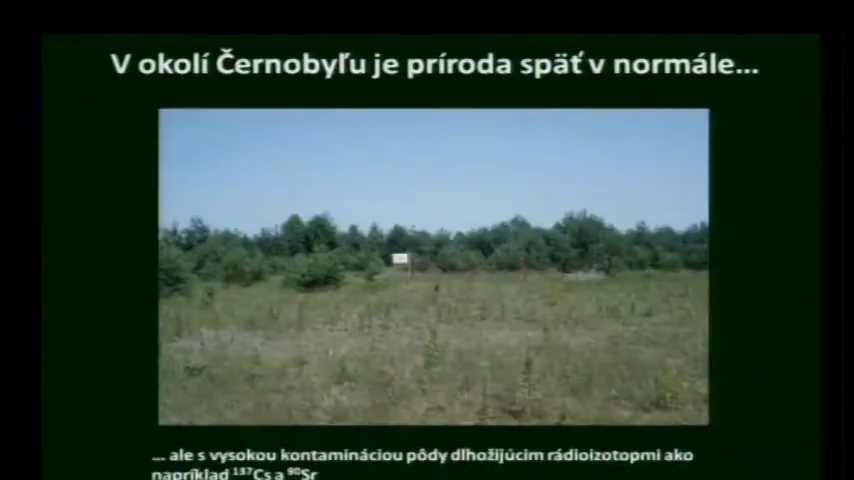 V okolí Černobyľu je príroda späť v normále...
... ale s vysokou kontamináciou pôdy dlhožijúcim rádioizotopmi ako
napríklad ¹³⁷Cs a ⁹⁰Sr